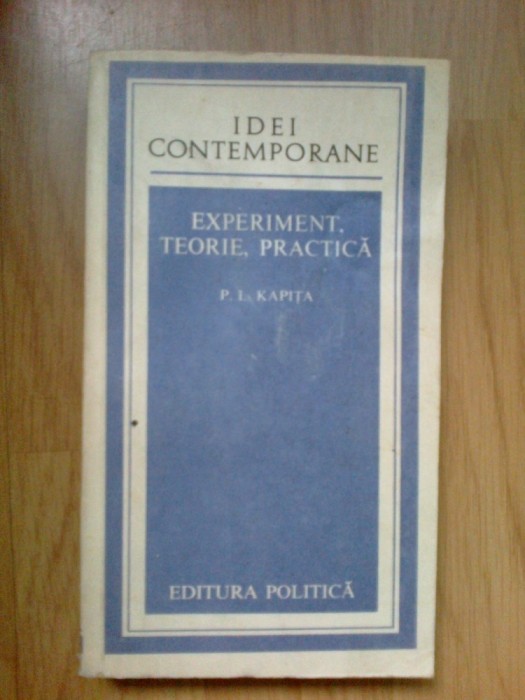 IDEI
CONTEMPORANE
EXPERIMENT,
TEORIE, PRACTICĂ
P. L. KAPIȚA
EDITURA POLITICĂ